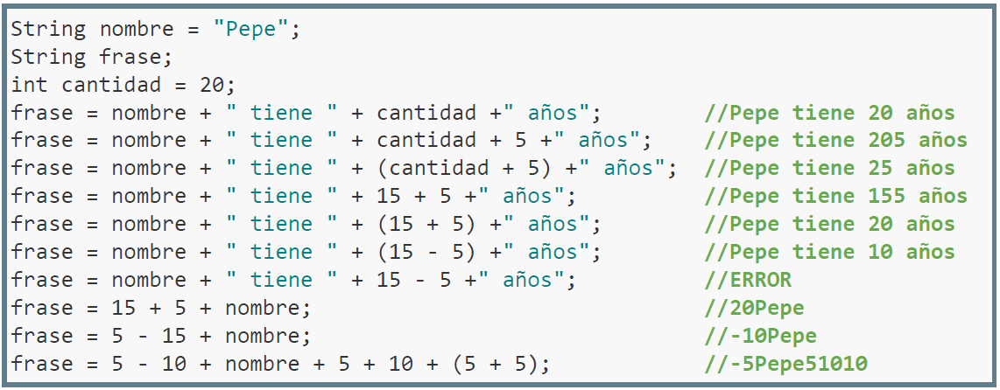 String nombre = "Pepe";
String frase;
int cantidad = 20;
frase = nombre + " tiene " + cantidad +" años"; //Pepe tiene 20 años
frase = nombre + " tiene " + cantidad + 5 +" años"; //Pepe tiene 205 años
frase = nombre + " tiene " + (cantidad + 5) +" años"; //Pepe tiene 25 años
frase = nombre + " tiene " + 15 + 5 +" años"; //Pepe tiene 155 años
frase = nombre + " tiene " + (15 + 5) +" años"; //Pepe tiene 20 años
frase = nombre + " tiene " + (15 - 5) +" años"; //Pepe tiene 10 años
frase = nombre + " tiene " + 15 - 5 +" años"; //ERROR
frase = 15 + 5 + nombre; //20Pepe
frase = 5 - 15 + nombre; //-10Pepe
frase = 5 - 10 + nombre + 5 + 10 + (5 + 5); //-5Pepe51010